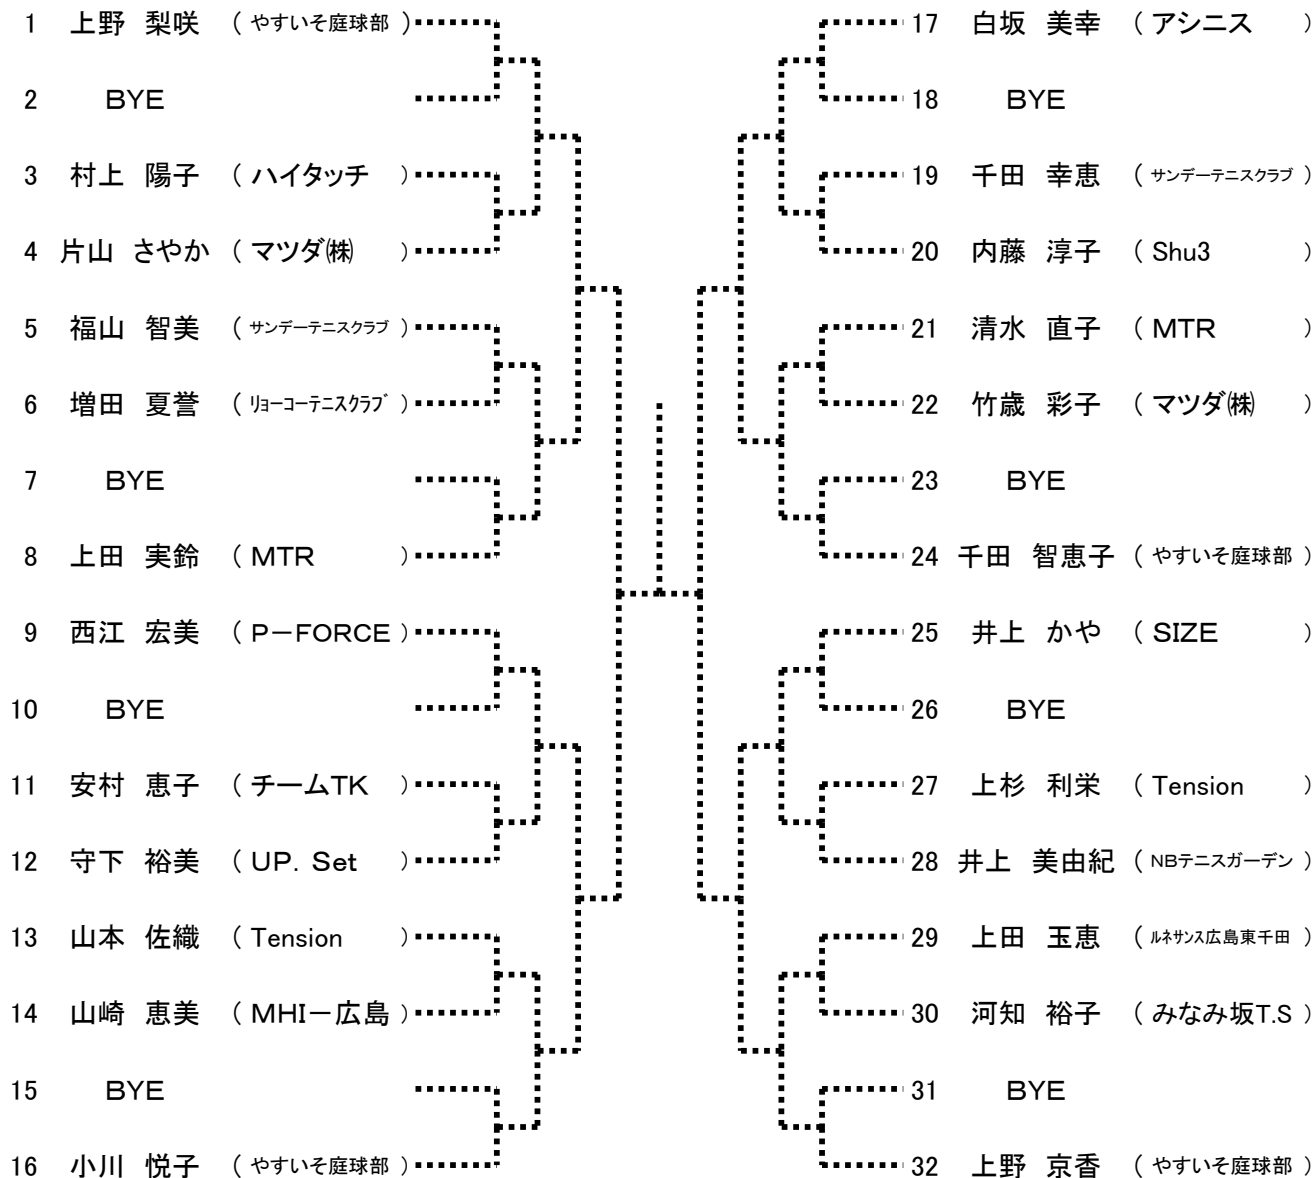 1 上野 梨咲 （ やすいそ庭球部 ）
2 ＢＹＥ
3 村上 陽子 （ ハイタッチ ）
4 片山 さやか （ マツダ㈱ ）
5 福山 智美 （ サンデーテニスクラブ ）
6 増田 夏誉 （ ﾘｮｰｺｰﾃﾆｽｸﾗﾌﾞ ）
7 ＢＹＥ
8 上田 実鈴 （ ＭＴＲ ）
9 西江 宏美 （ Ｐ－ＦＯＲＣＥ ）
10 ＢＹＥ
11 安村 恵子 （ チームTK ）
12 守下 裕美 （ ＵＰ．Ｓｅｔ ）
13 山本 佐織 （ Tension ）
14 山崎 恵美 （ ＭＨＩ－広島 ）
15 ＢＹＥ
16 小川 悦子 （ やすいそ庭球部 ）
17 白坂 美幸 （ アシニス ）
18 ＢＹＥ
19 千田 幸恵 （ サンデーテニスクラブ ）
20 内藤 淳子 （ Shu3 ）
21 清水 直子 （ ＭＴＲ ）
22 竹歳 彩子 （ マツダ㈱ ）
23 ＢＹＥ
24 千田 智恵子 （ やすいそ庭球部 ）
25 井上 かや （ SIZE ）
26 ＢＹＥ
27 上杉 利栄 （ Tension ）
28 井上 美由紀 （ NBテニスガーデン ）
29 上田 玉恵 （ ﾙﾈｻﾝｽ広島東千田 ）
30 河知 裕子 （ みなみ坂T.S ）
31 ＢＹＥ
32 上野 京香 （ やすいそ庭球部 ）